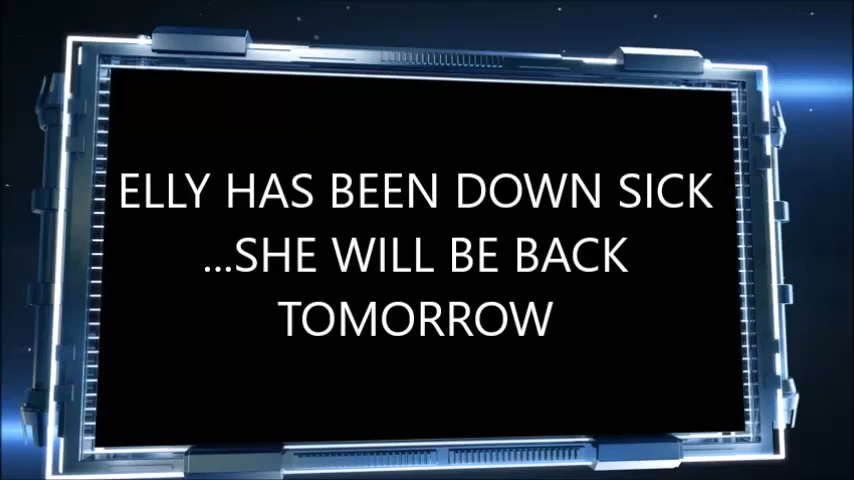 ELLY HAS BEEN DOWN SICK
...SHE WILL BE BACK
TOMORROW